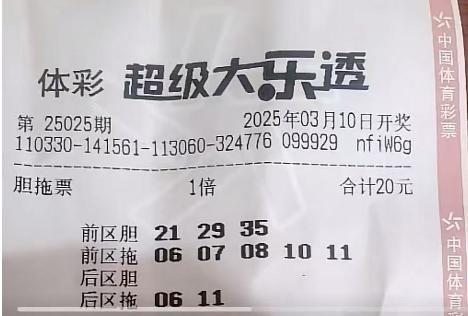 体彩 超级大乐透
第 25025期 2025年03月10日开奖
110330-141561-113060-324776 099929 nfiW6g
胆拖票 1倍 合计20元
前区胆 21 29 35
前区拖 06 07 08 10 11
后区胆
后区拖 06 11
中国体育彩票
中国体育